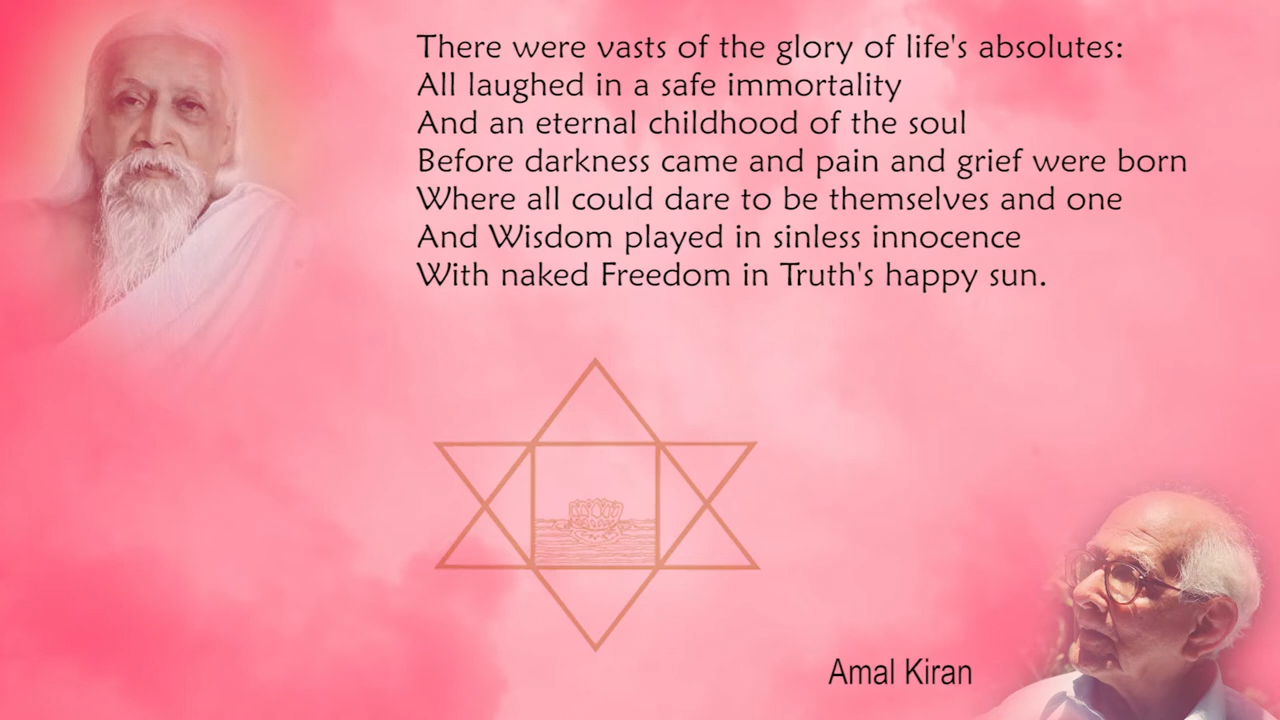 There were vasts of the glory of life's absolutes:
All laughed in a safe immortality
And an eternal childhood of the soul
Before darkness came and pain and grief were born
Where all could dare to be themselves and one
And Wisdom played in sinless innocence
With naked Freedom in Truth's happy sun.
Amal Kiran